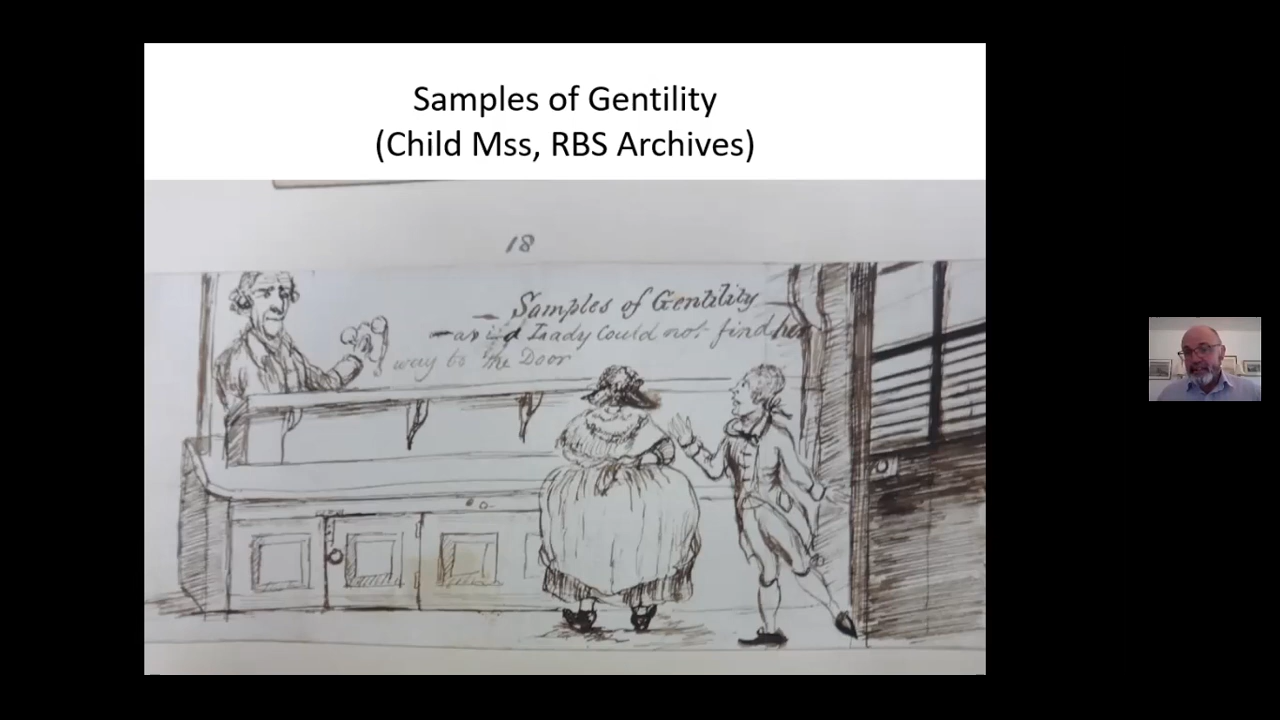 Samples of Gentility
(Child Mss, RBS Archives)
18
Samples of Gentility
Lady Could not find her
way to the Door